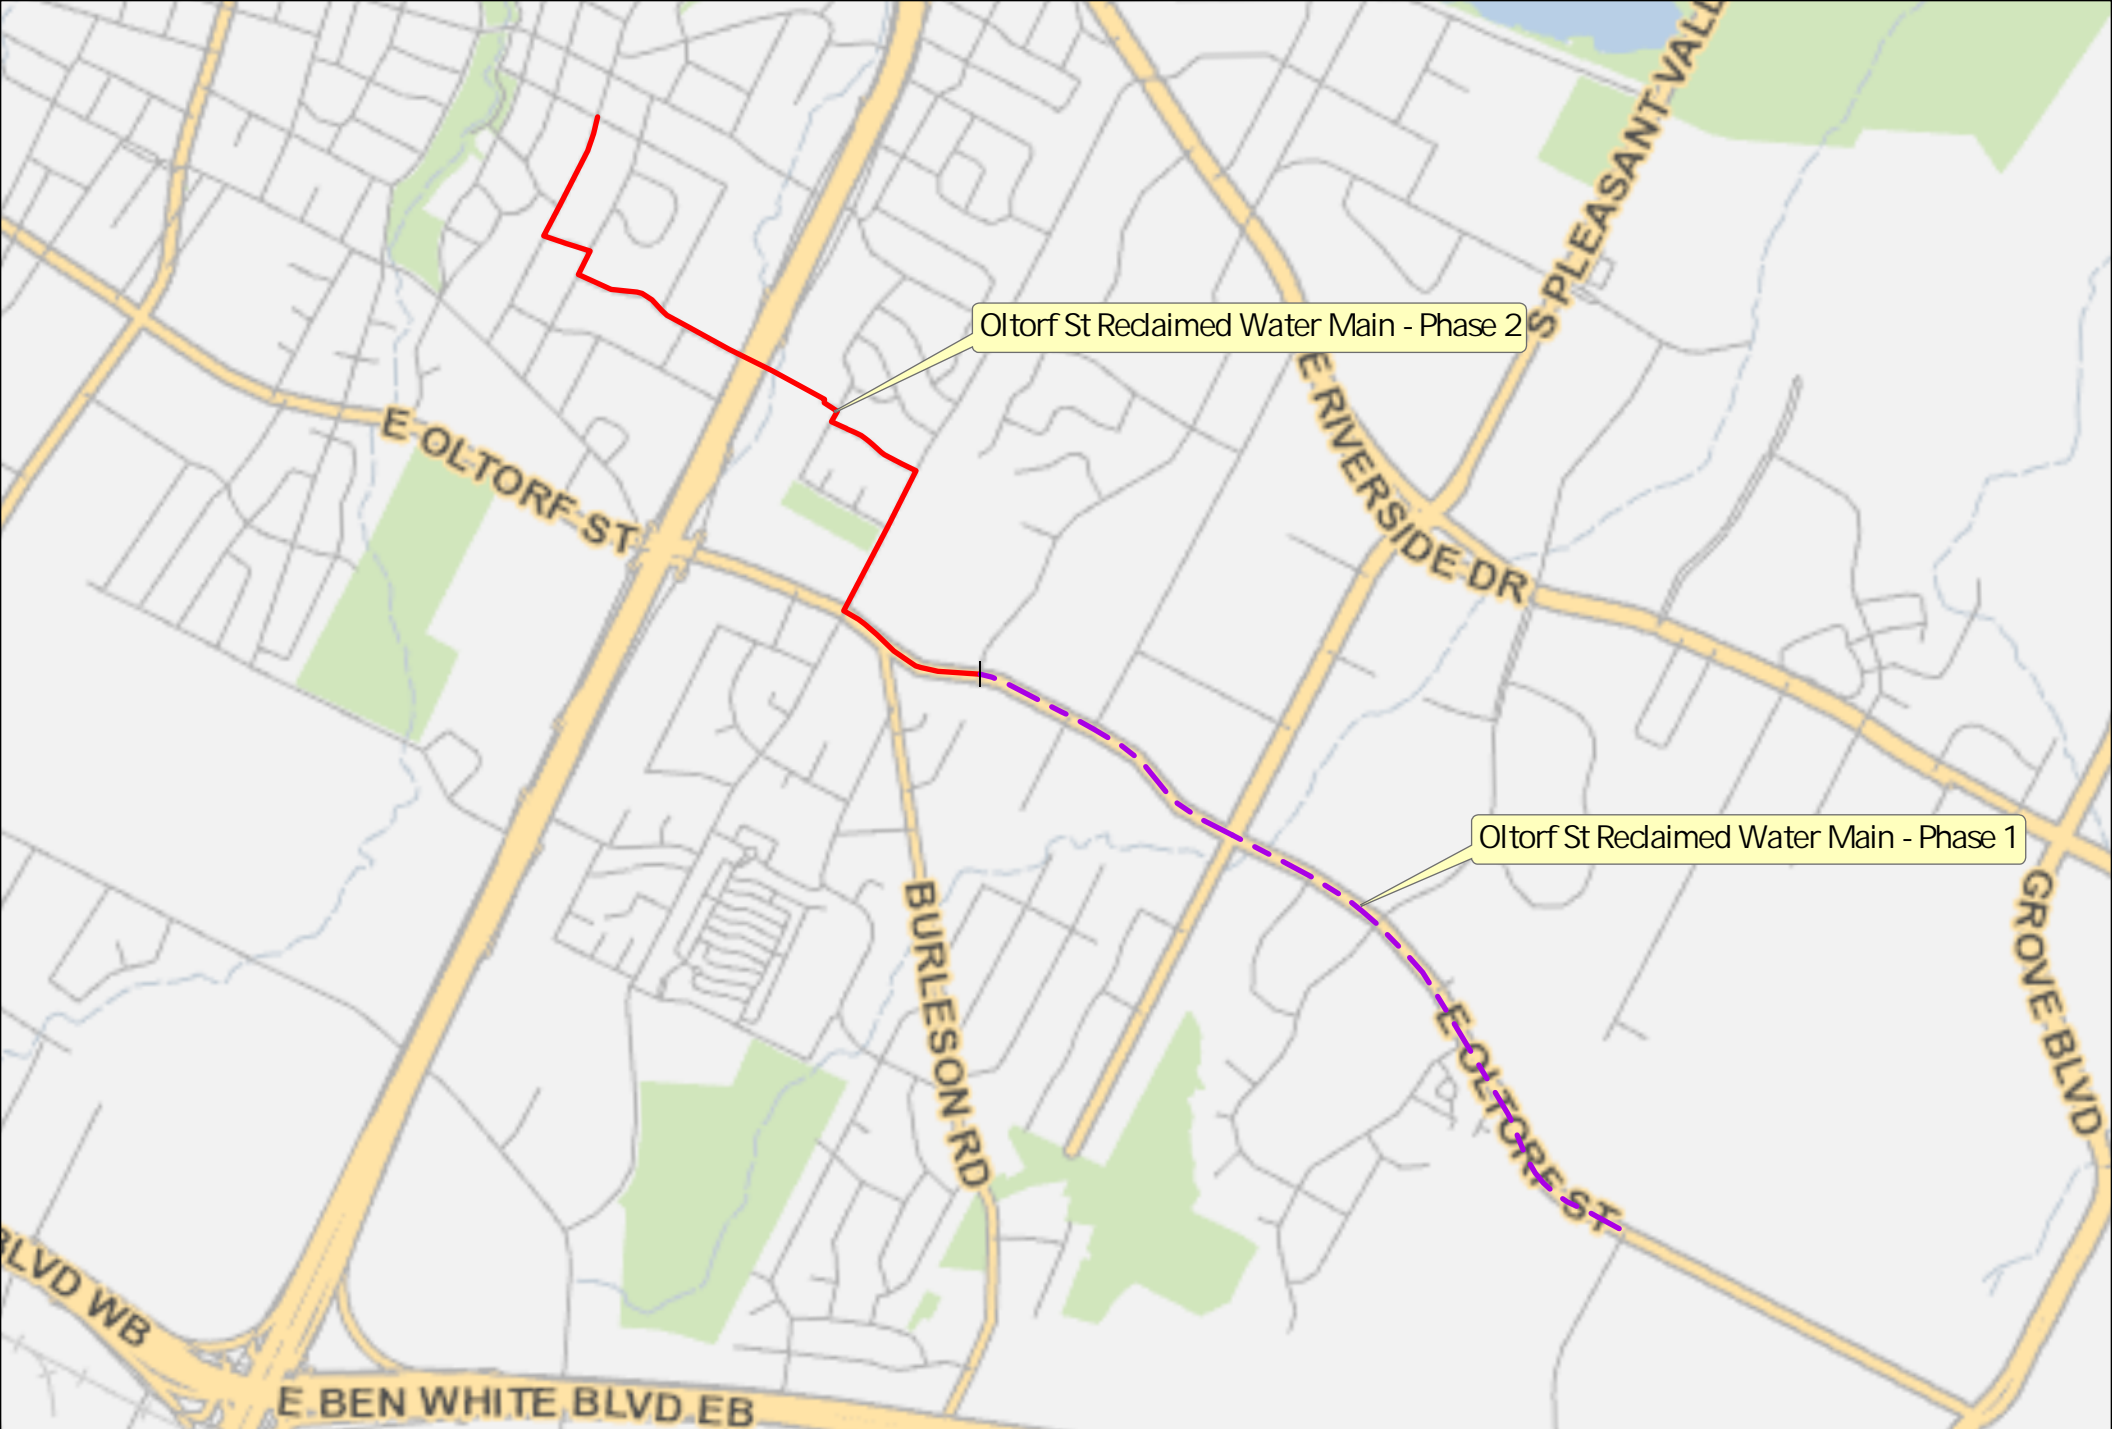 S PLEASANT VALL
Oltorf St Reclaimed Water Main - Phase 2
E RIVERSIDE DR
E OLTORF ST
Oltorf St Reclaimed Water Main - Phase 1
BURLESON RD
GROVE BLVD
E OLTORF ST
BLVD WB
E BEN WHITE BLVD EB